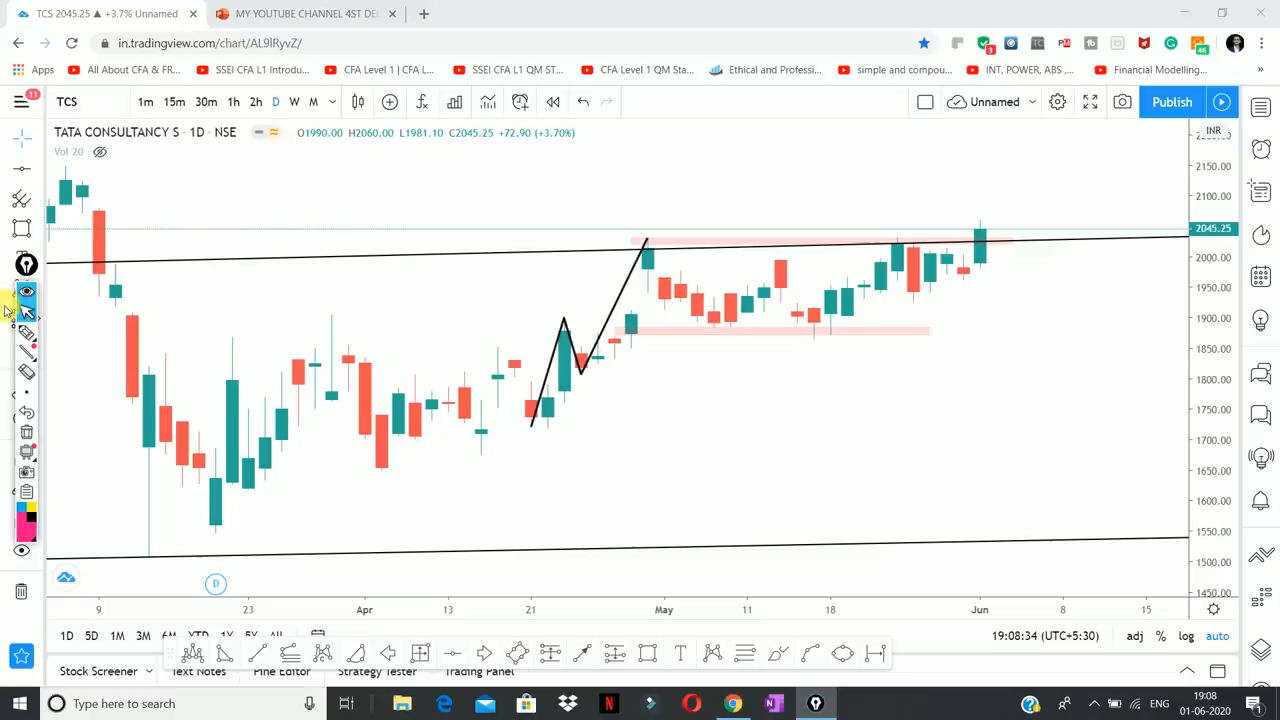 TCS 2045.25 ▲ +3.7% Unnamed
MY YOUTUBE CHANNEL 4ST DE
in.tradingview.com/chart/AL9lRyvZ/
3
46
Apps All About CFA & FR... SSEI CFA L1 Introdu... CFA Level 1 I CFA L... SSEI CFA L1 QM ST... CFA Level 1 QM Sta... Ethical and Professi... simple and compou... INT, POWER, ABS ,... Financial Modelling... »
11
TCS 1m 15m 30m 1h 2h D W M Unnamed Publish
TATA CONSULTANCY S · 1D · NSE O1990.00 H2060.00 L1981.10 C2045.25 +72.90 (+3.70%)
INR
Vol 20
2150.00
2100.00
2045.25
2000.00
1950.00
1900.00
1850.00
1800.00
1750.00
1700.00
1650.00
1600.00
1550.00
1500.00
1450.00
D
9 23 Apr 13 21 May 11 18 Jun 8 15
1D 5D 1M 3M 6M YTD 1Y 5Y All 19:08:34 (UTC+5:30) adj % log auto
Stock Screener Text Notes Pine Editor Strategy Tester Trading Panel
Type here to search
ENG
19:08
01-06-2020